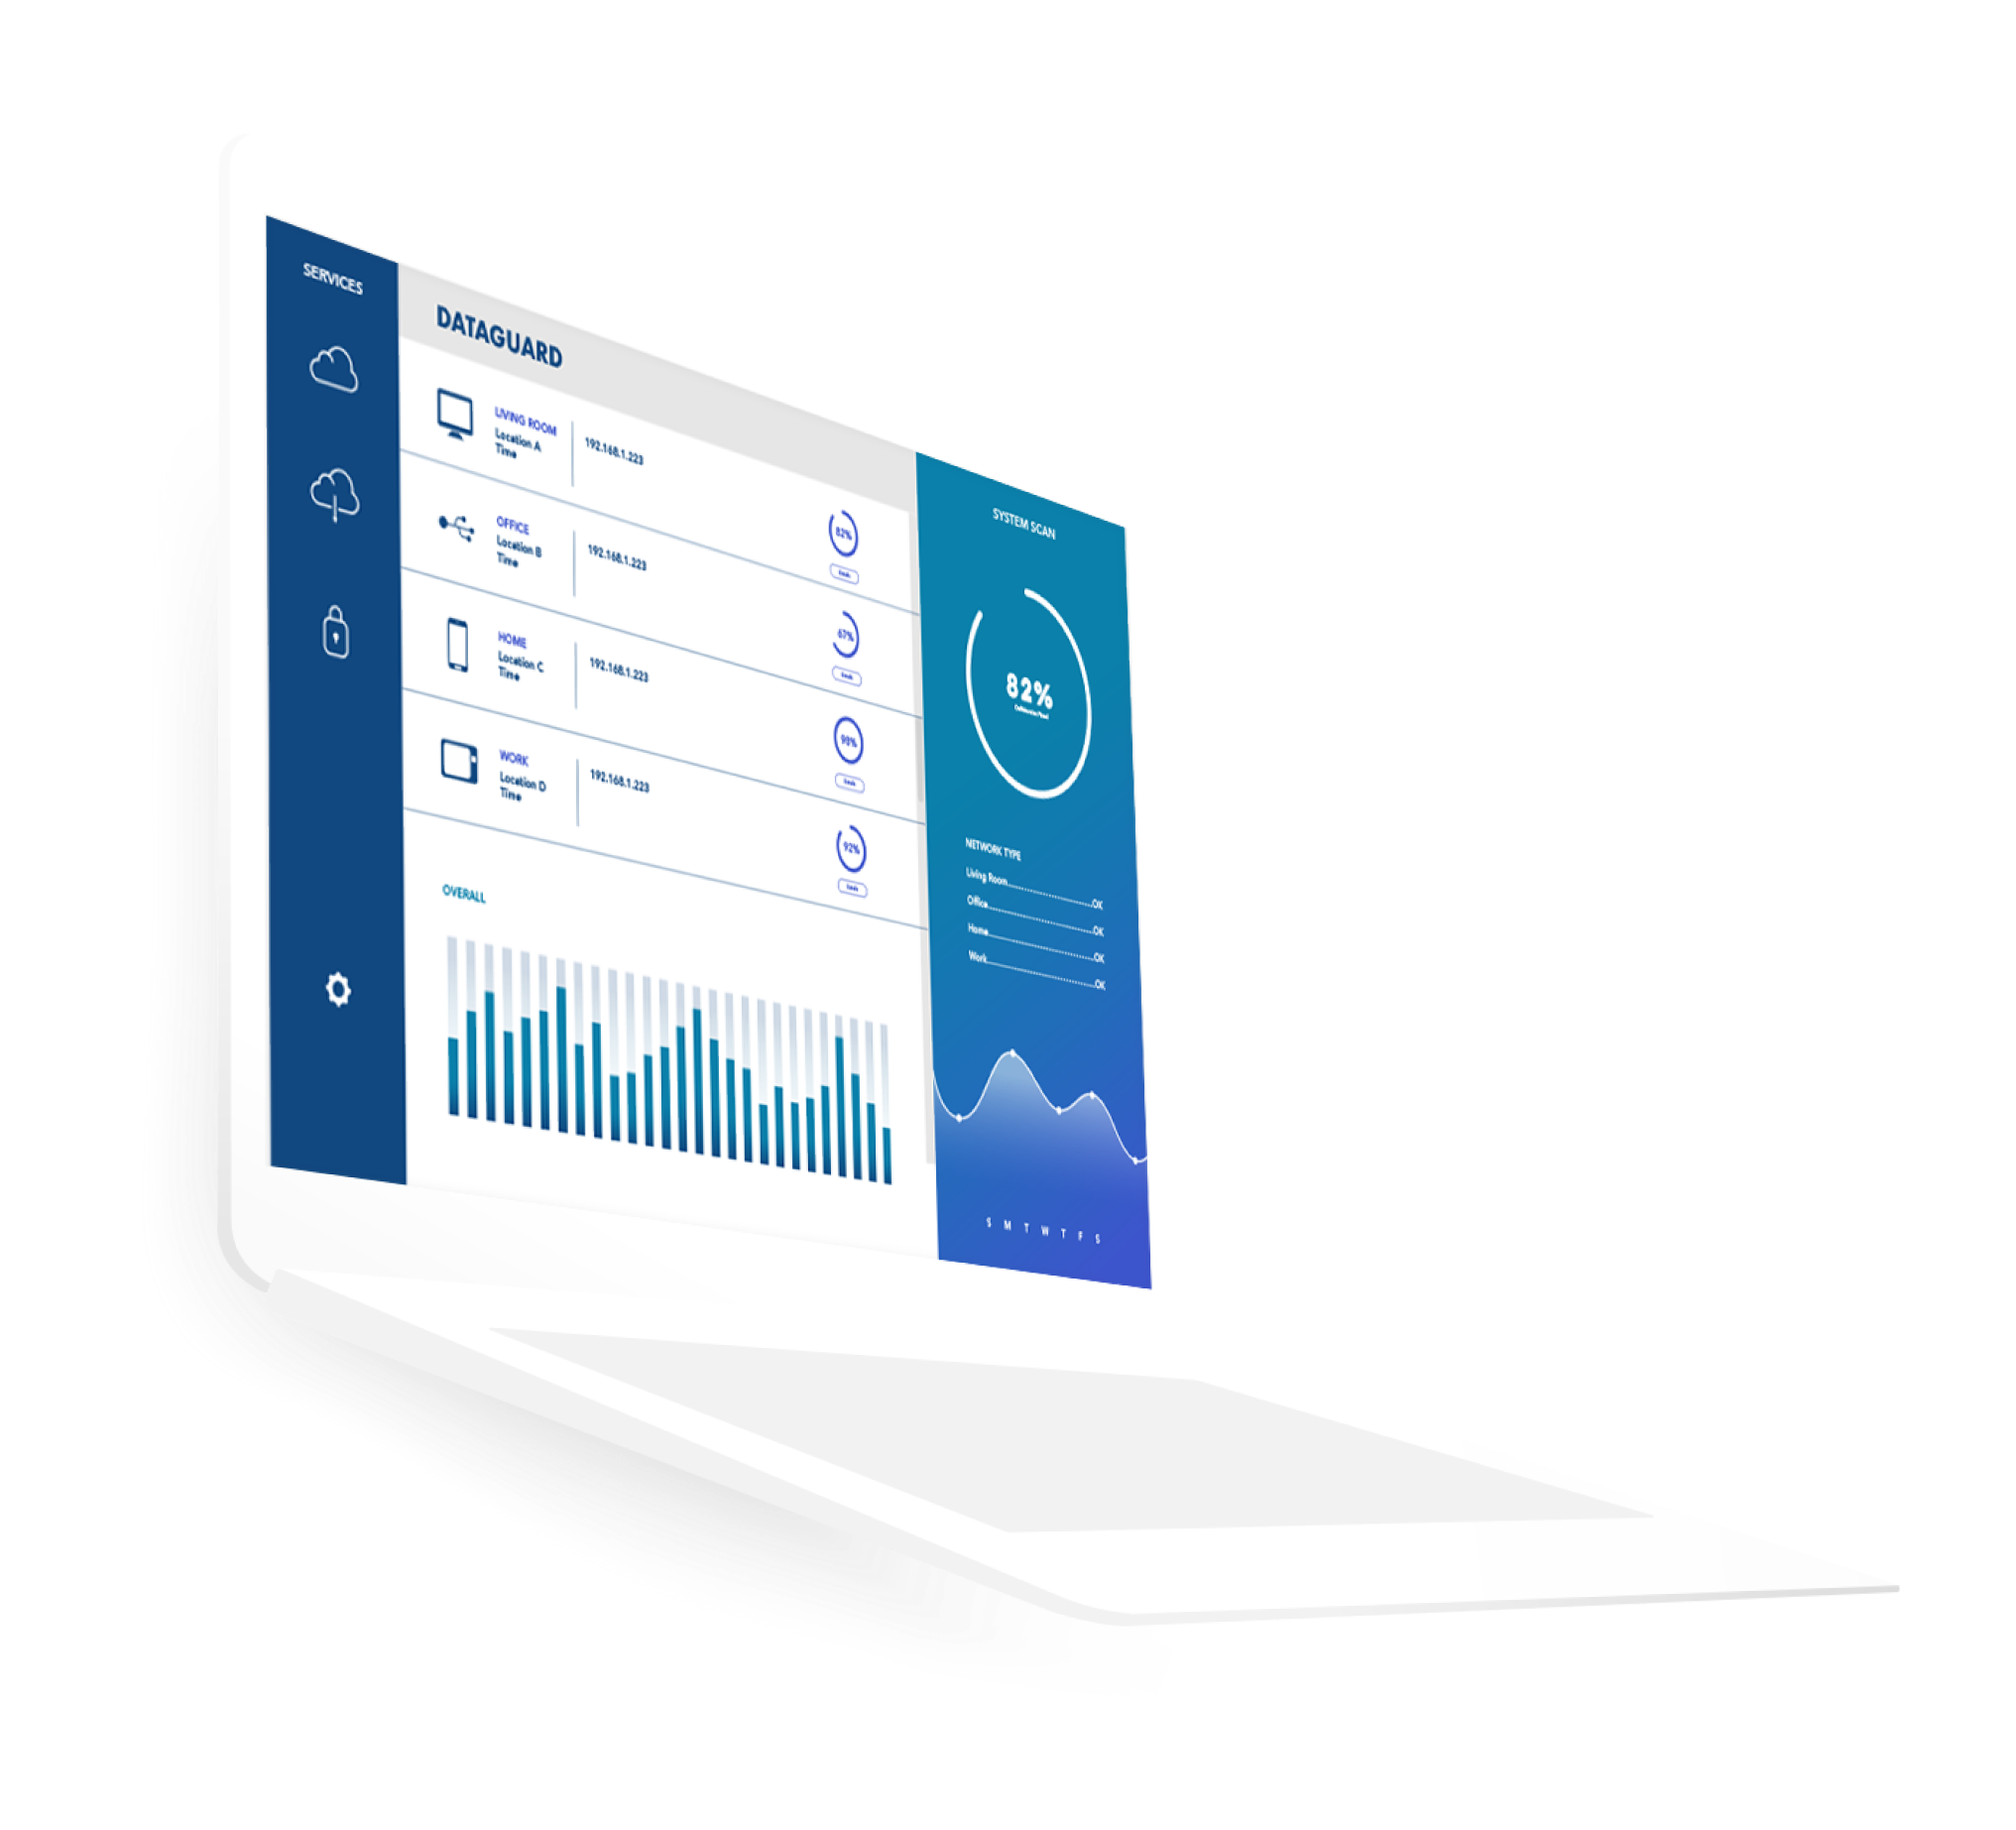 SERVICES
DATAGUARD
LIVING ROOM
Location A
Time
192.168.1.223
82%
OFFICE
Location B
Time
192.168.1.223
67%
HOME
Location C
Time
192.168.1.223
98%
WORK
Location D
Time
192.168.1.223
92%
OVERALL
SYSTEM SCAN
82%
NETWORK TYPE
Living Room OK
Office OK
Home OK
Work OK
S M T W T F S